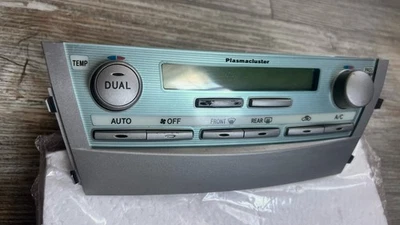 Plasmacluster
TEMP
DUAL
AUTO OFF FRONT REAR A/C